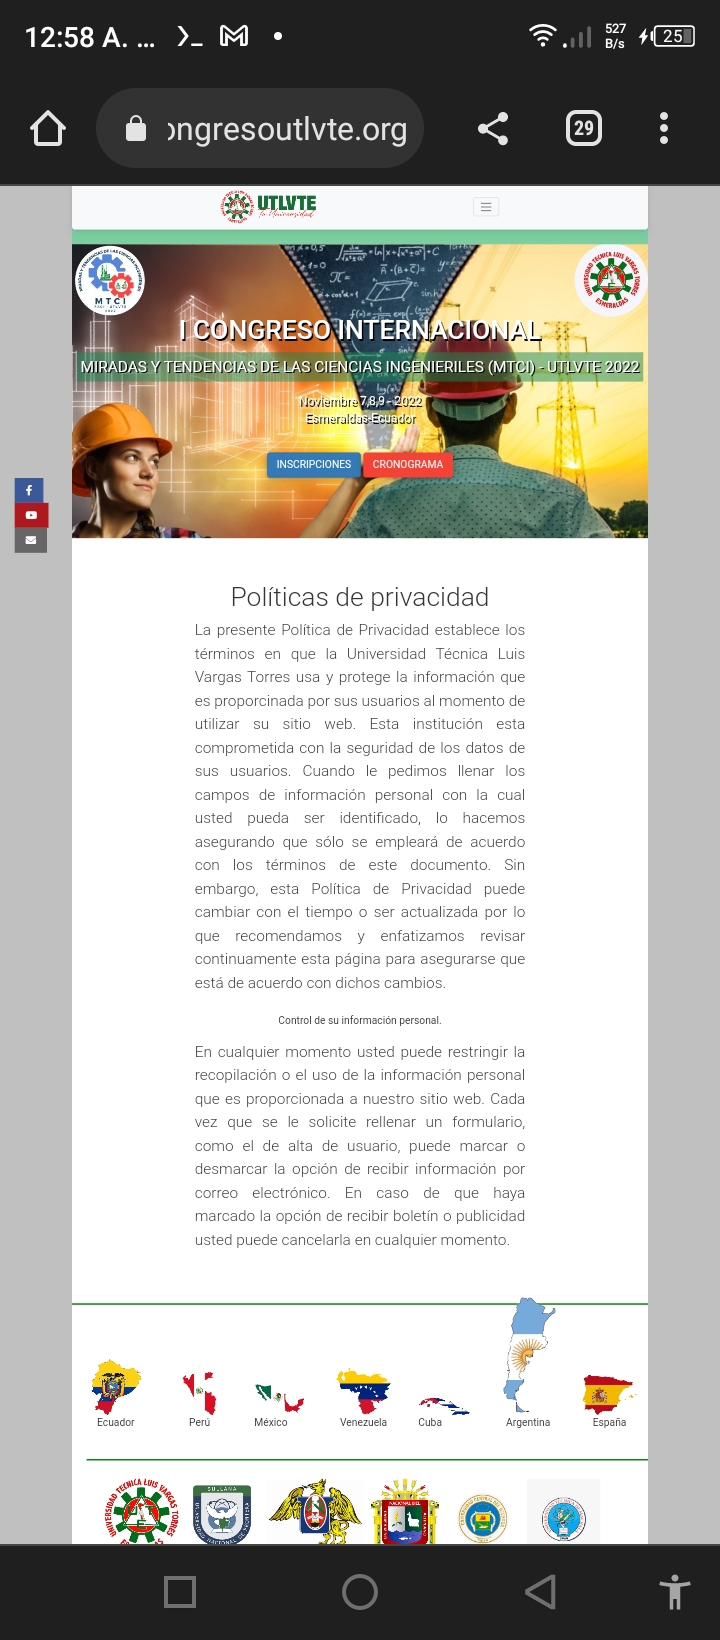 12:58 A. ...
527
B/s
25
ongresoutlvte.org
29
UTLVTE
la Universidad
MTCI
UNIVERSIDAD TECNICA LUIS VARGAS TORRES
ESMERALDAS
I CONGRESO INTERNACIONAL
MIRADAS Y TENDENCIAS DE LAS CIENCIAS INGENIERILES (MTCI) - UTLVTE 2022
Noviembre 7,8,9 - 2022
Esmeraldas-Ecuador
INSCRIPCIONES
CRONOGRAMA
Políticas de privacidad
La presente Política de Privacidad establece los
términos en que la Universidad Técnica Luis
Vargas Torres usa y protege la información que
es proporcinada por sus usuarios al momento de
utilizar su sitio web. Esta institución esta
comprometida con la seguridad de los datos de
sus usuarios. Cuando le pedimos llenar los
campos de información personal con la cual
usted pueda ser identificado, lo hacemos
asegurando que sólo se empleará de acuerdo
con los términos de este documento. Sin
embargo, esta Política de Privacidad puede
cambiar con el tiempo o ser actualizada por lo
que recomendamos y enfatizamos revisar
continuamente esta página para asegurarse que
está de acuerdo con dichos cambios.
Control de su información personal.
En cualquier momento usted puede restringir la
recopilación o el uso de la información personal
que es proporcionada a nuestro sitio web. Cada
vez que se le solicite rellenar un formulario,
como el de alta de usuario, puede marcar o
desmarcar la opción de recibir información por
correo electrónico. En caso de que haya
marcado la opción de recibir boletín o publicidad
usted puede cancelarla en cualquier momento.
Ecuador
Perú
México
Venezuela
Cuba
Argentina
España
UNIVERSIDAD TECNICA LUIS VARGAS TORRES
ESMERALDAS
SULLANA